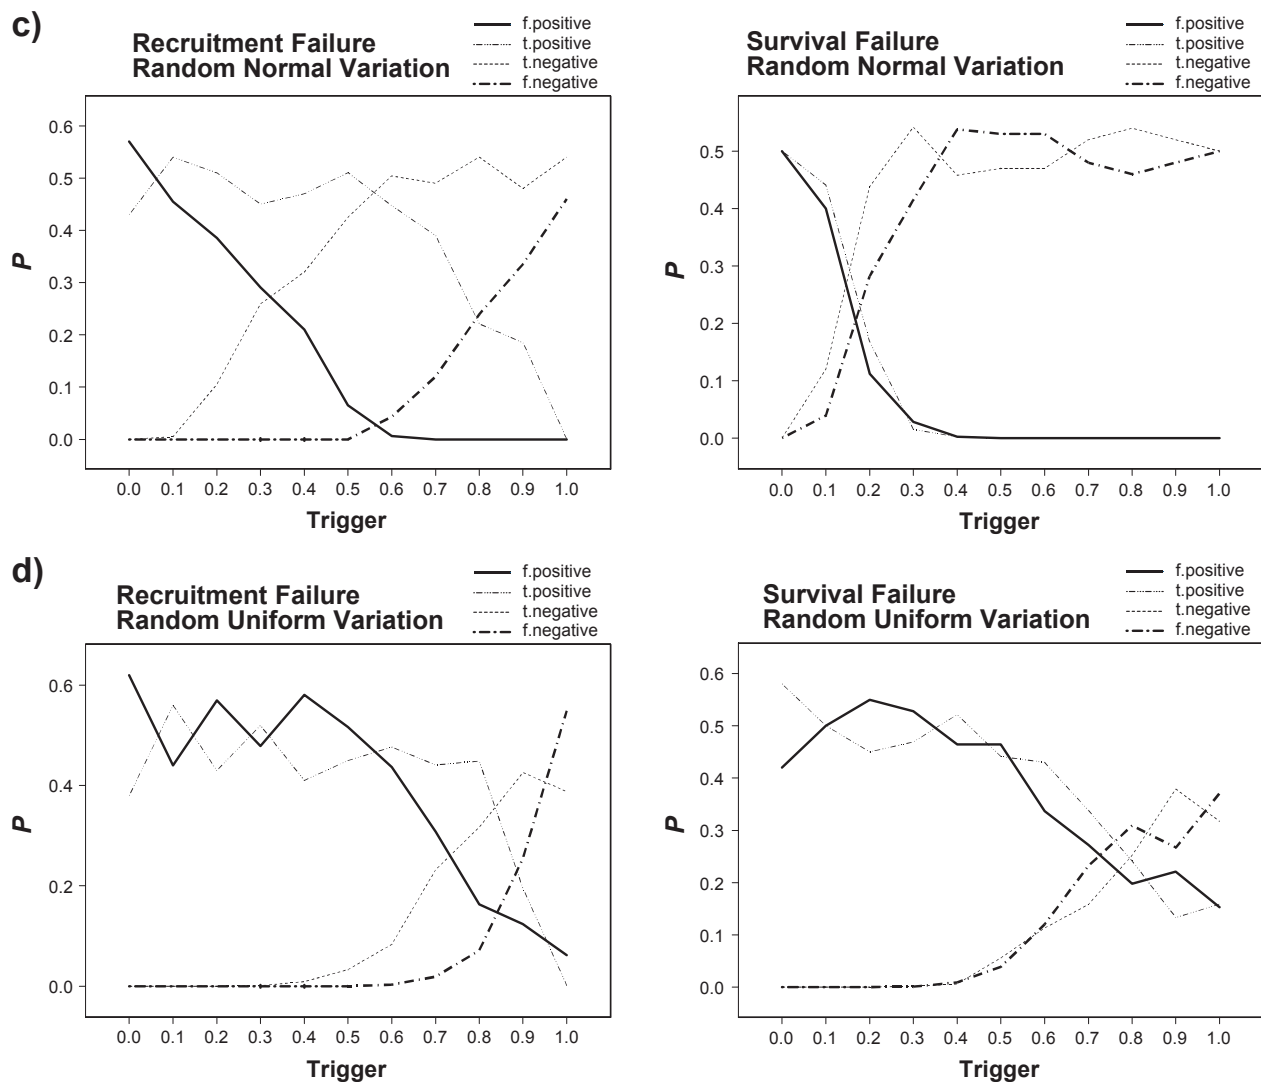 c)
Recruitment Failure
Random Normal Variation
f.positive
t.positive
t.negative
f.negative
P
0.6
0.5
0.4
0.3
0.2
0.1
0.0
0.0 0.1 0.2 0.3 0.4 0.5 0.6 0.7 0.8 0.9 1.0
Trigger
Survival Failure
Random Normal Variation
f.positive
t.positive
t.negative
f.negative
P
0.5
0.4
0.3
0.2
0.1
0.0
0.0 0.1 0.2 0.3 0.4 0.5 0.6 0.7 0.8 0.9 1.0
Trigger
d)
Recruitment Failure
Random Uniform Variation
f.positive
t.positive
t.negative
f.negative
P
0.6
0.4
0.2
0.0
0.0 0.1 0.2 0.3 0.4 0.5 0.6 0.7 0.8 0.9 1.0
Trigger
Survival Failure
Random Uniform Variation
f.positive
t.positive
t.negative
f.negative
P
0.6
0.5
0.4
0.3
0.2
0.1
0.0
0.0 0.1 0.2 0.3 0.4 0.5 0.6 0.7 0.8 0.9 1.0
Trigger